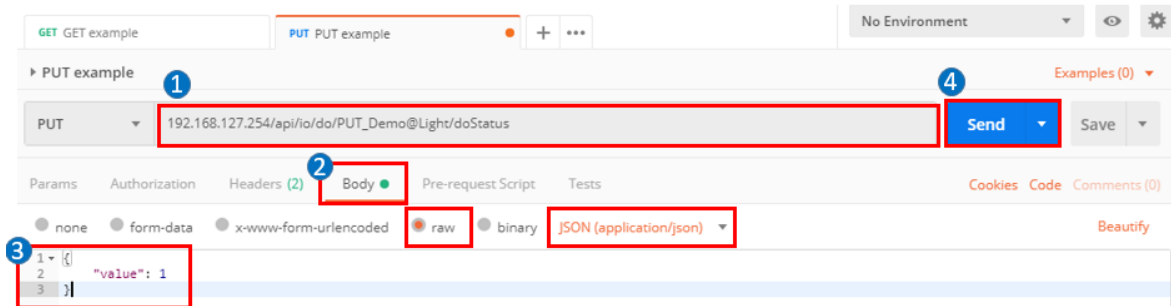 GET GET example PUT PUT example + ••• No Environment
PUT example Examples (0)
1 4
PUT 192.168.127.254/api/io/do/PUT_Demo@Light/doStatus Send Save
2
Params Authorization Headers (2) Body Pre-request Script Tests Cookies Code Comments (0)
none form-data x-www-form-urlencoded raw binary JSON (application/json) Beautify
3
1 {
2 "value": 1
3 }